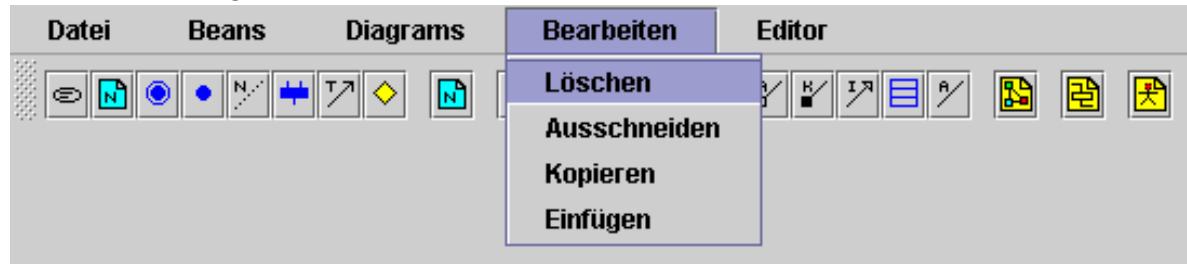 Datei Beans Diagrams Bearbeiten Editor
N N T N K I A
Löschen
Ausschneiden
Kopieren
Einfügen